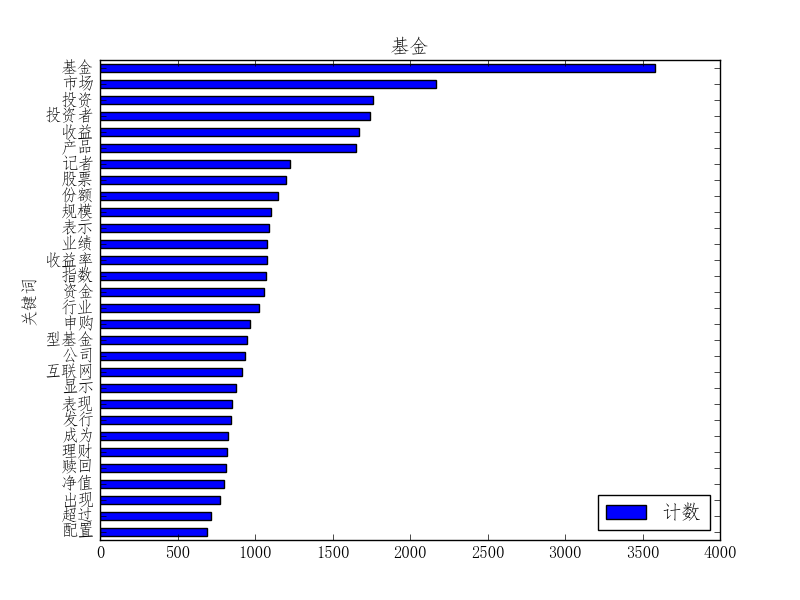 基金
基金
市场
投资
投资者
收益
产品
记者
股票
份额
规模
表示
业绩
收益率
指数
资金
行业
申购
型基金
公司
互联网
显示
表现
发行
成为
理财
赎回
净值
出现
超过
配置
关键词
计数
0 500 1000 1500 2000 2500 3000 3500 4000